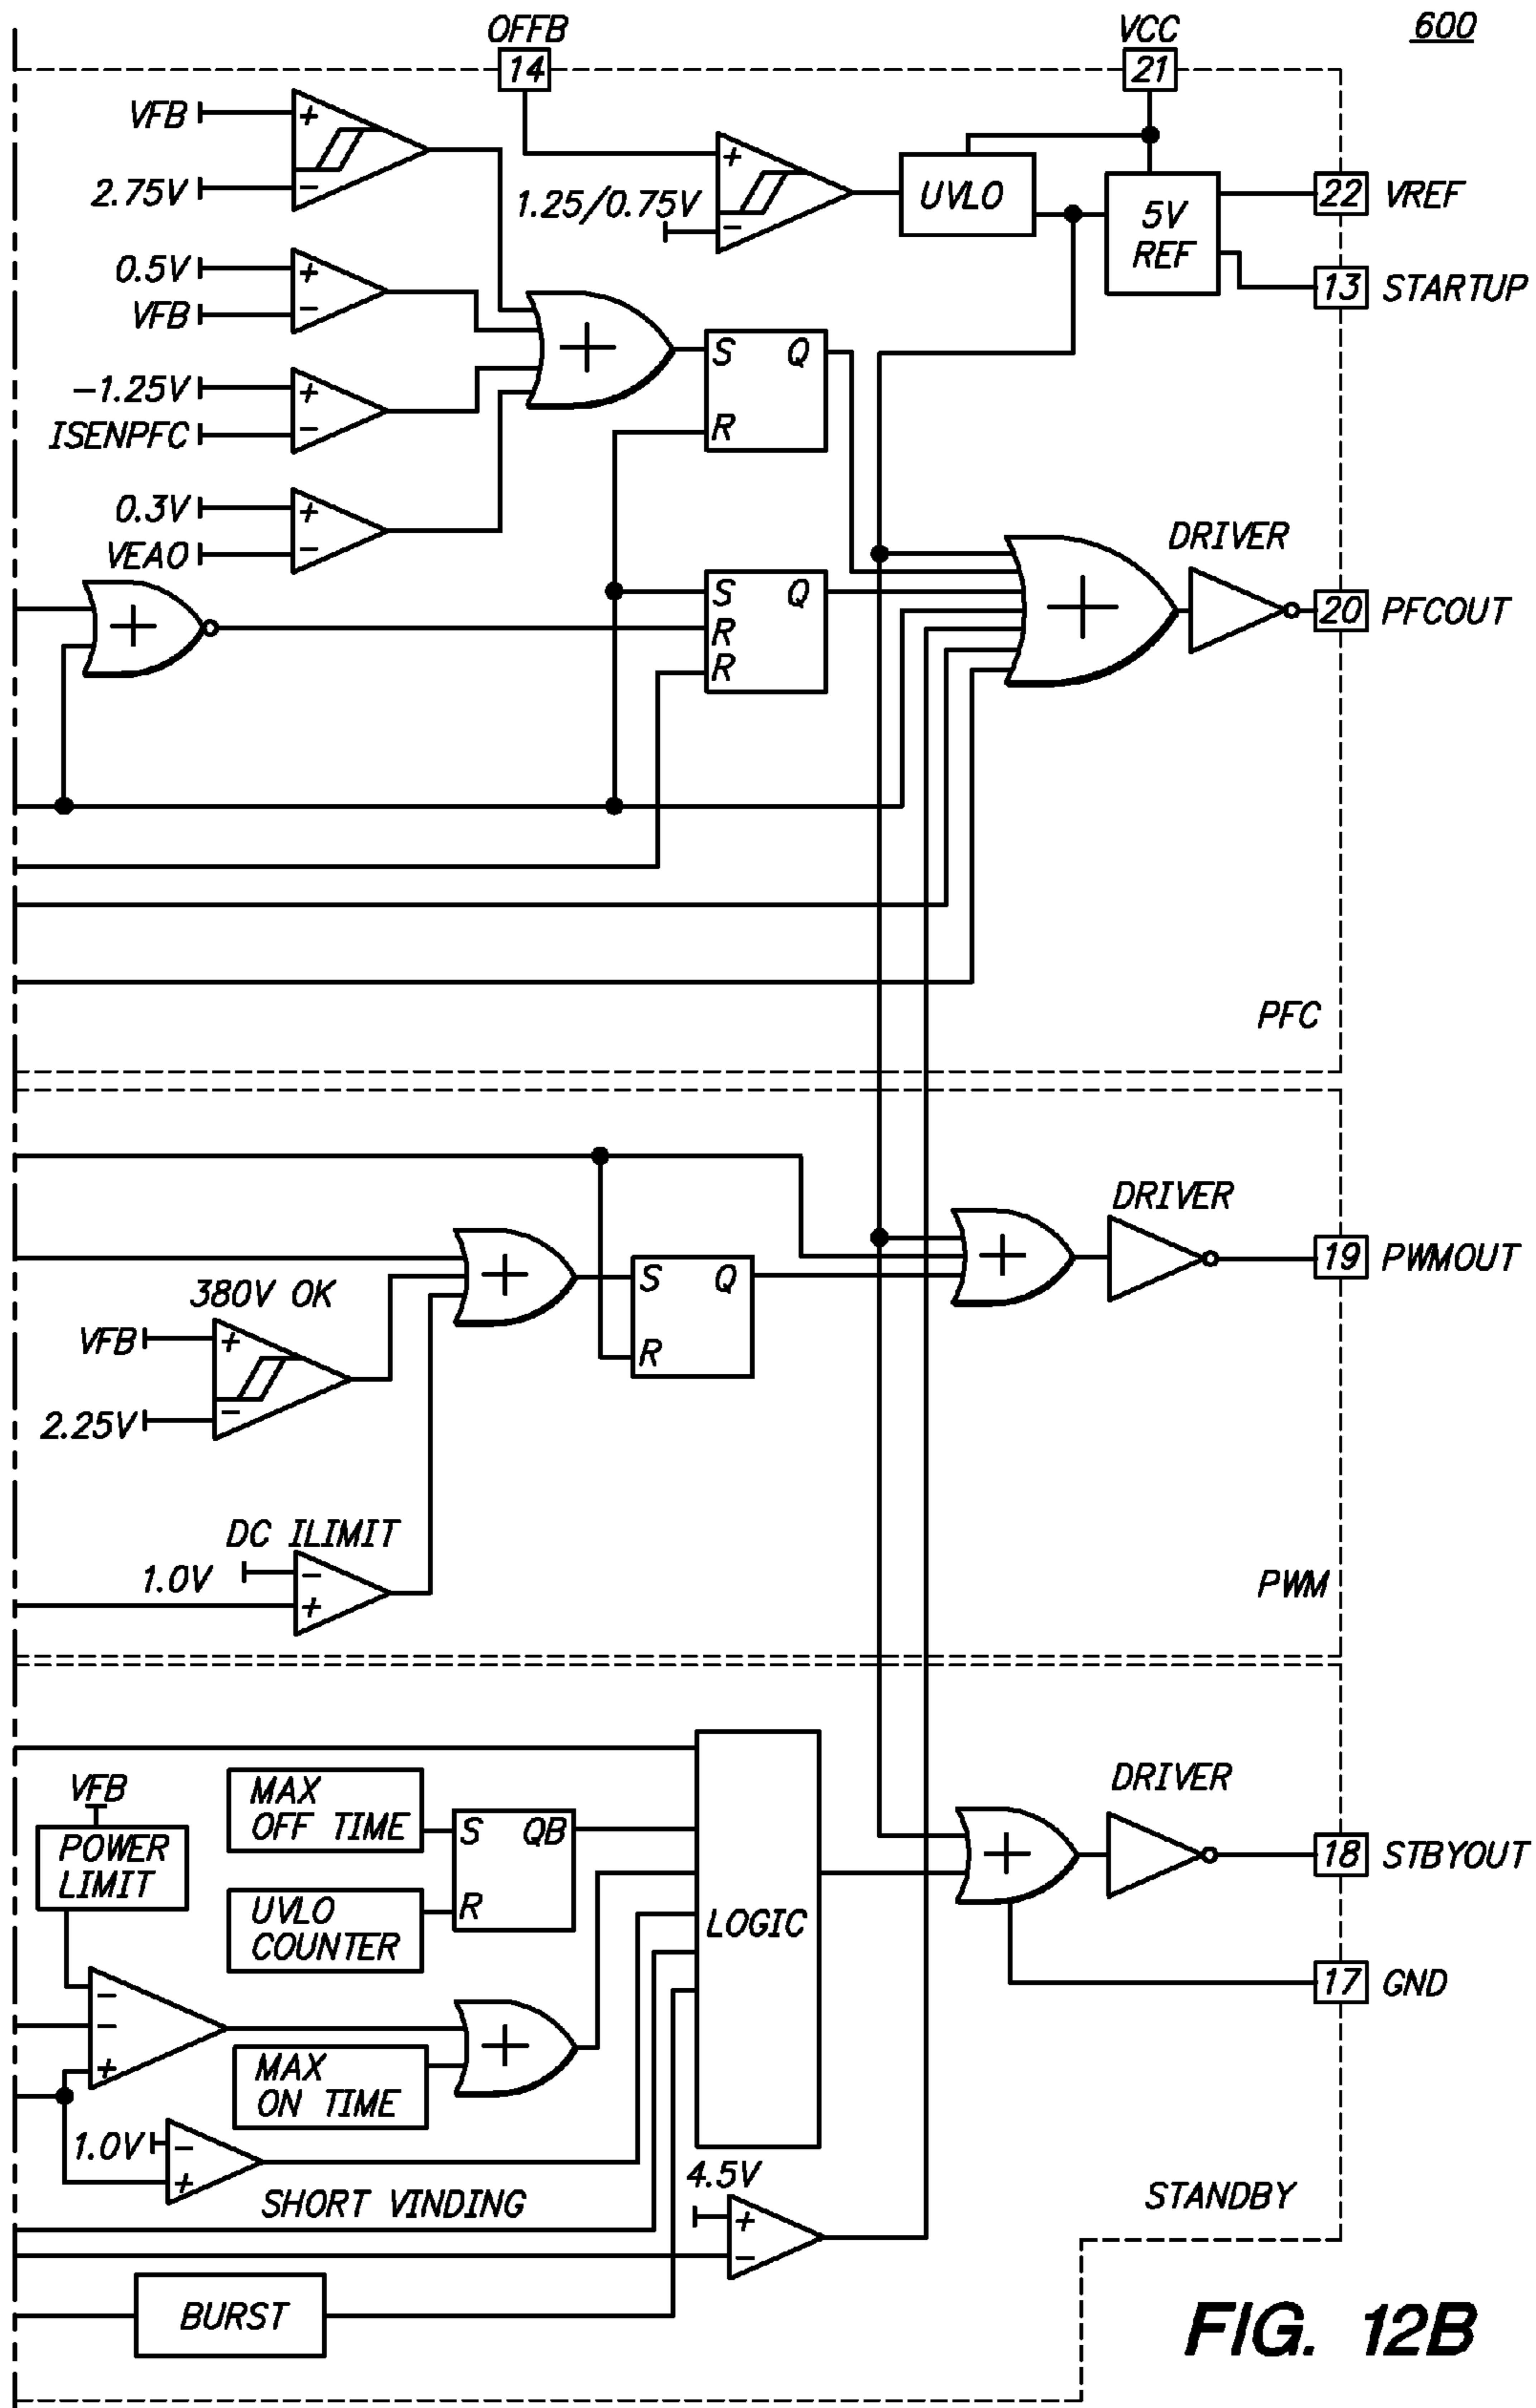 600
OFFB
14
VCC
21
VFB
+
2.75V
−
1.25/0.75V
+
−
UVLO
5V
REF
22 VREF
13 STARTUP
0.5V
+
VFB
−
+
S Q
R
−1.25V
+
ISENPFC
−
0.3V
+
VEAO
−
+
S Q
R
R
+
DRIVER
20 PFCOUT
PFC
380V OK
VFB
+
2.25V
−
+
S Q
R
+
DRIVER
19 PWMOUT
DC ILIMIT
1.0V
−
+
PWM
VFB
POWER
LIMIT
MAX
OFF TIME
UVLO
COUNTER
S QB
R
LOGIC
+
DRIVER
18 STBYOUT
17 GND
−
−
+
MAX
ON TIME
+
1.0V
−
+
SHORT VINDING
4.5V
+
−
STANDBY
BURST
FIG. 12B